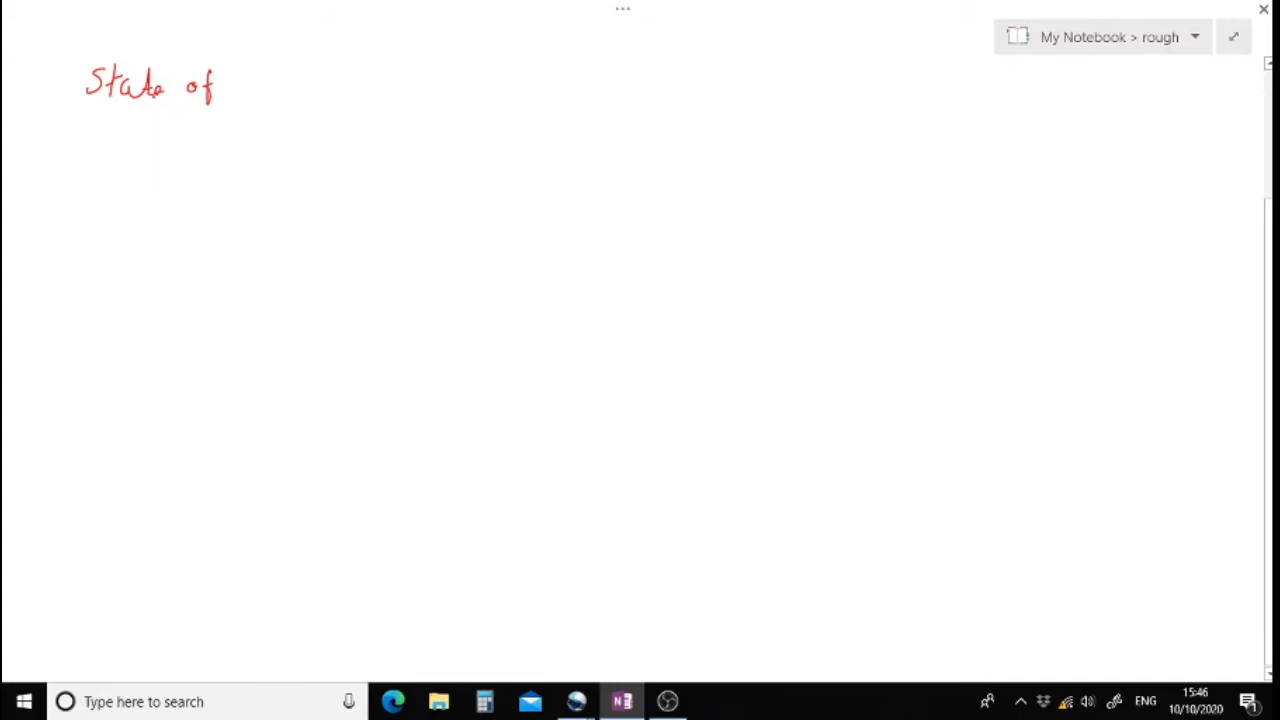 My Notebook > rough
State of
Type here to search
ENG
15:46
10/10/2020